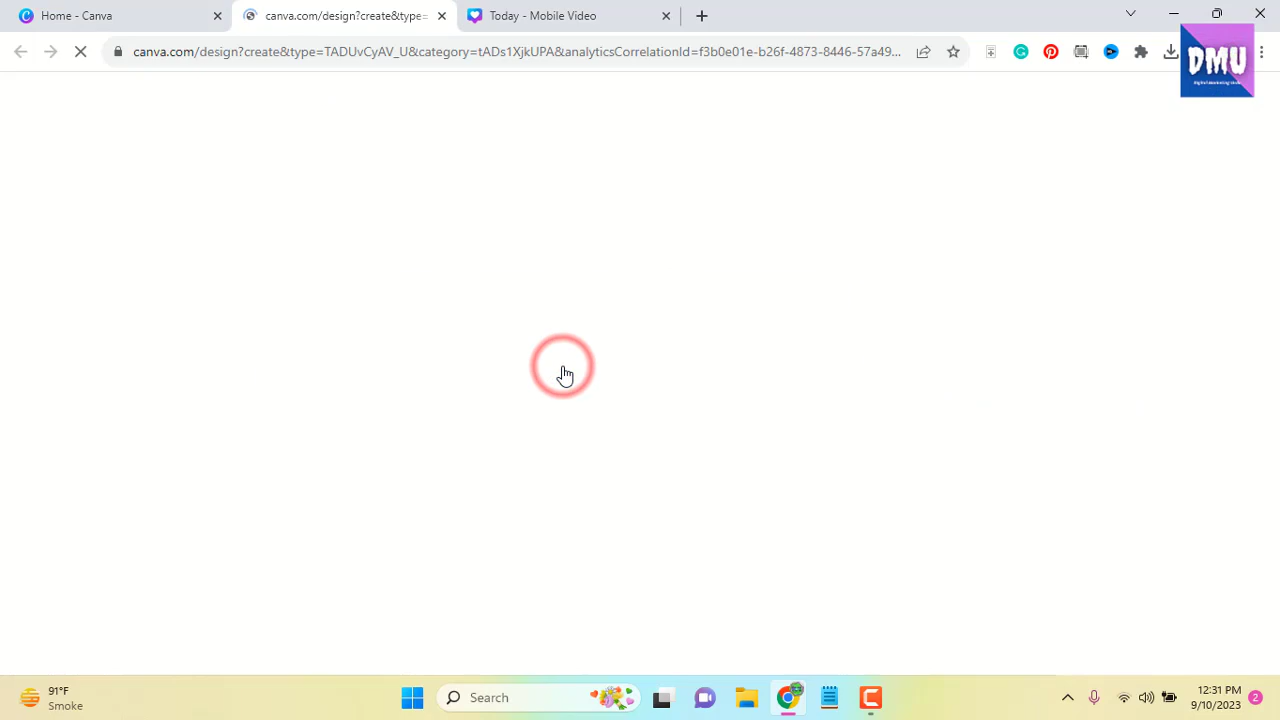 Home - Canva
canva.com/design?create&type=
Today - Mobile Video
canva.com/design?create&type=TADUvCyAV_U&category=tADs1XjkUPA&analyticsCorrelationId=f3b0e01e-b26f-4873-8446-57a49...
DMU
91°F
Smoke
Search
12:31 PM
9/10/2023
2